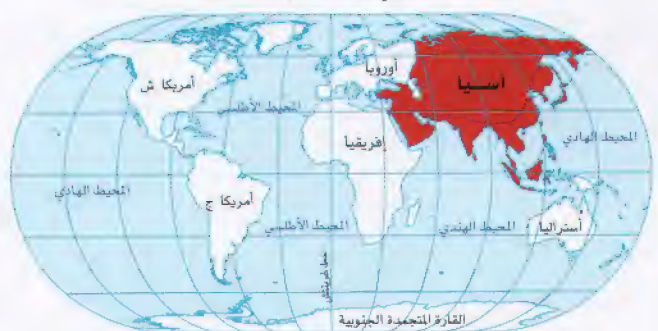 أوروبا
آسـيا
أمريكا ش
المحيط الأطلسي
إفريقيا
المحيط الهادي
المحيط الهادي
أمريكا ج
المحيط الأطلسي
المحيط الهندي
أستراليا
خط غرينتش
القارة المتجمدة الجنوبية